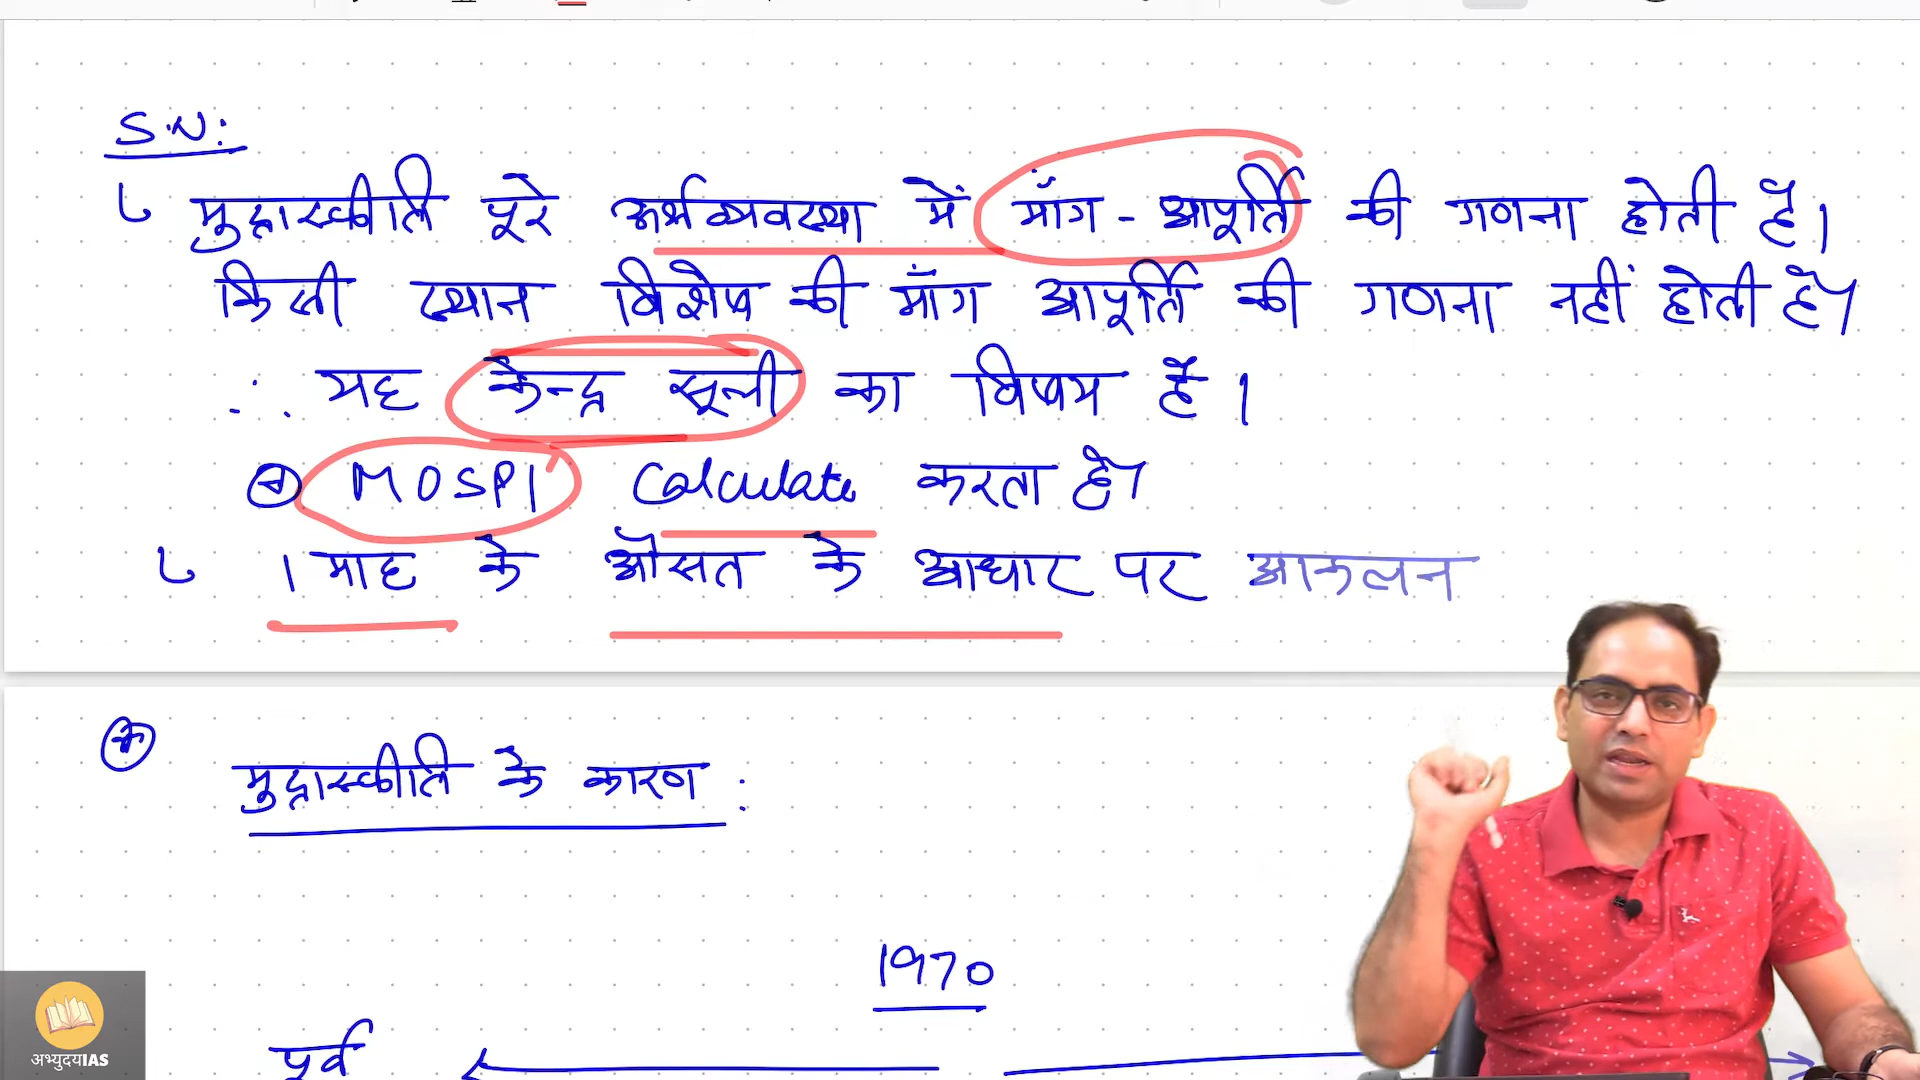 S.N:
मुद्रास्फीति पूरे अर्थव्यवस्था में माँग - आपूर्ति की गणना होती है।
किसी स्थान विशेष की माँग आपूर्ति की गणना नहीं होती है।
∴ यह केन्द्र सूची का विषय है।
MOSPI Calculate करता है।
1 माह के औसत के आधार पर आकलन
मुद्रास्फीति के कारण :
1970
पूर्व
अभ्युदयIAS